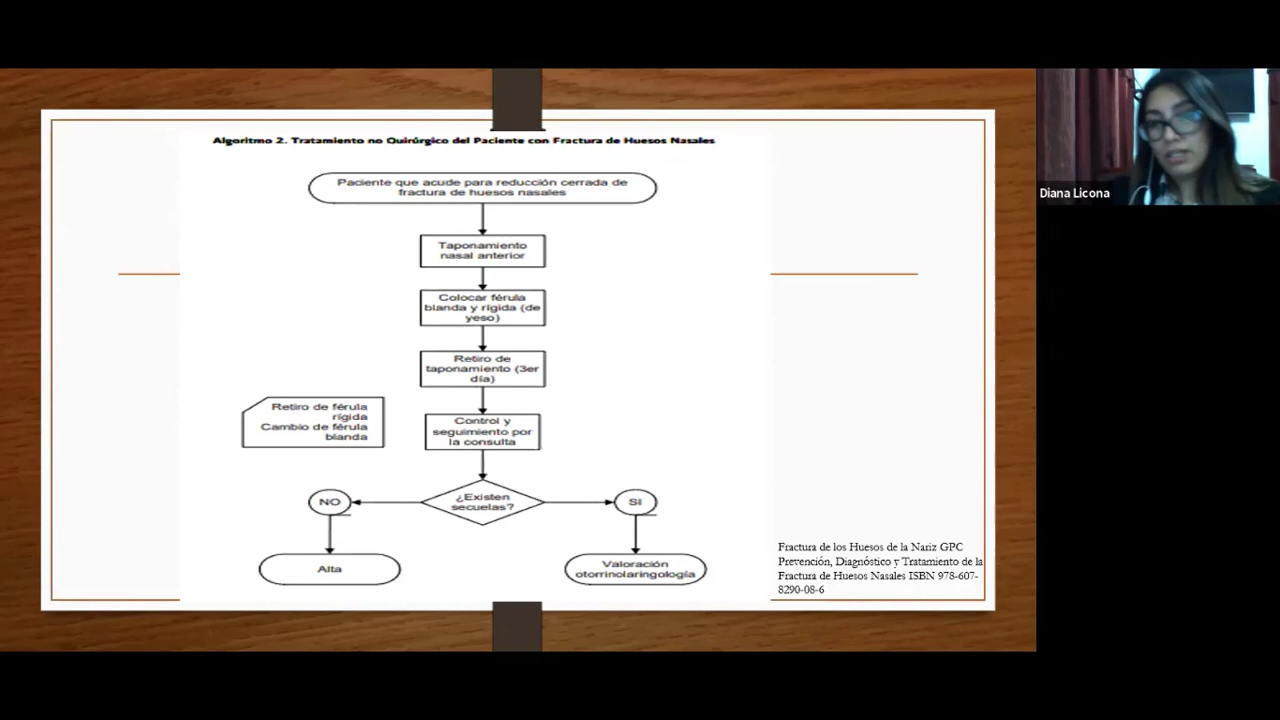 Algoritmo 2. Tratamiento no Quirúrgico del Paciente con Fractura de Huesos Nasales
Paciente que acude para reducción cerrada de
fractura de huesos nasales
Taponamiento
nasal anterior
Colocar férula
blanda y rígida (de
yeso)
Retiro de
taponamiento (3er
día)
Retiro de férula
rígida
Cambio de férula
blanda
Control y
seguimiento por
la consulta
¿Existen
secuelas?
NO
SI
Alta
Valoración
otorrinolaringología
Fractura de los Huesos de la Nariz GPC
Prevención, Diagnóstico y Tratamiento de la
Fractura de Huesos Nasales ISBN 978-607-
8290-08-6
Diana Licona